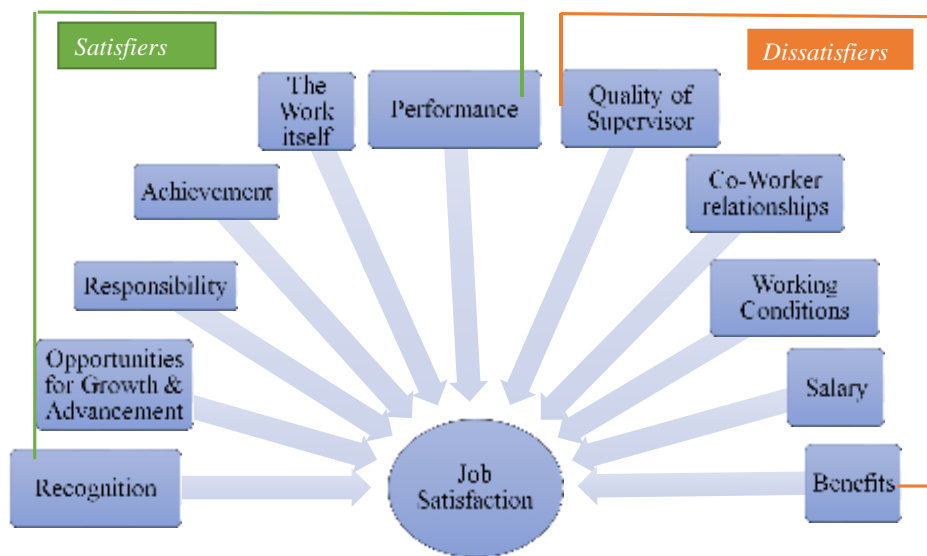 Satisfiers
Dissatisfiers
The
Work
itself
Performance
Quality of
Supervisor
Achievement
Co-Worker
relationships
Responsibility
Working
Conditions
Opportunities
for Growth &
Advancement
Salary
Recognition
Job
Satisfaction
Benefits